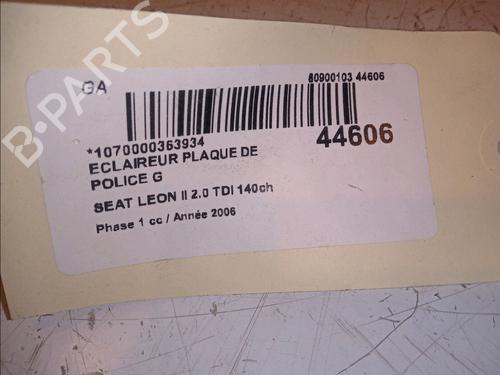 B-PARTS
GA
80900103 44606
*1070000363934
44606
ECLAIREUR PLAQUE DE
POLICE G
SEAT LEON II 2.0 TDI 140ch
Phase 1 cc / Année 2006